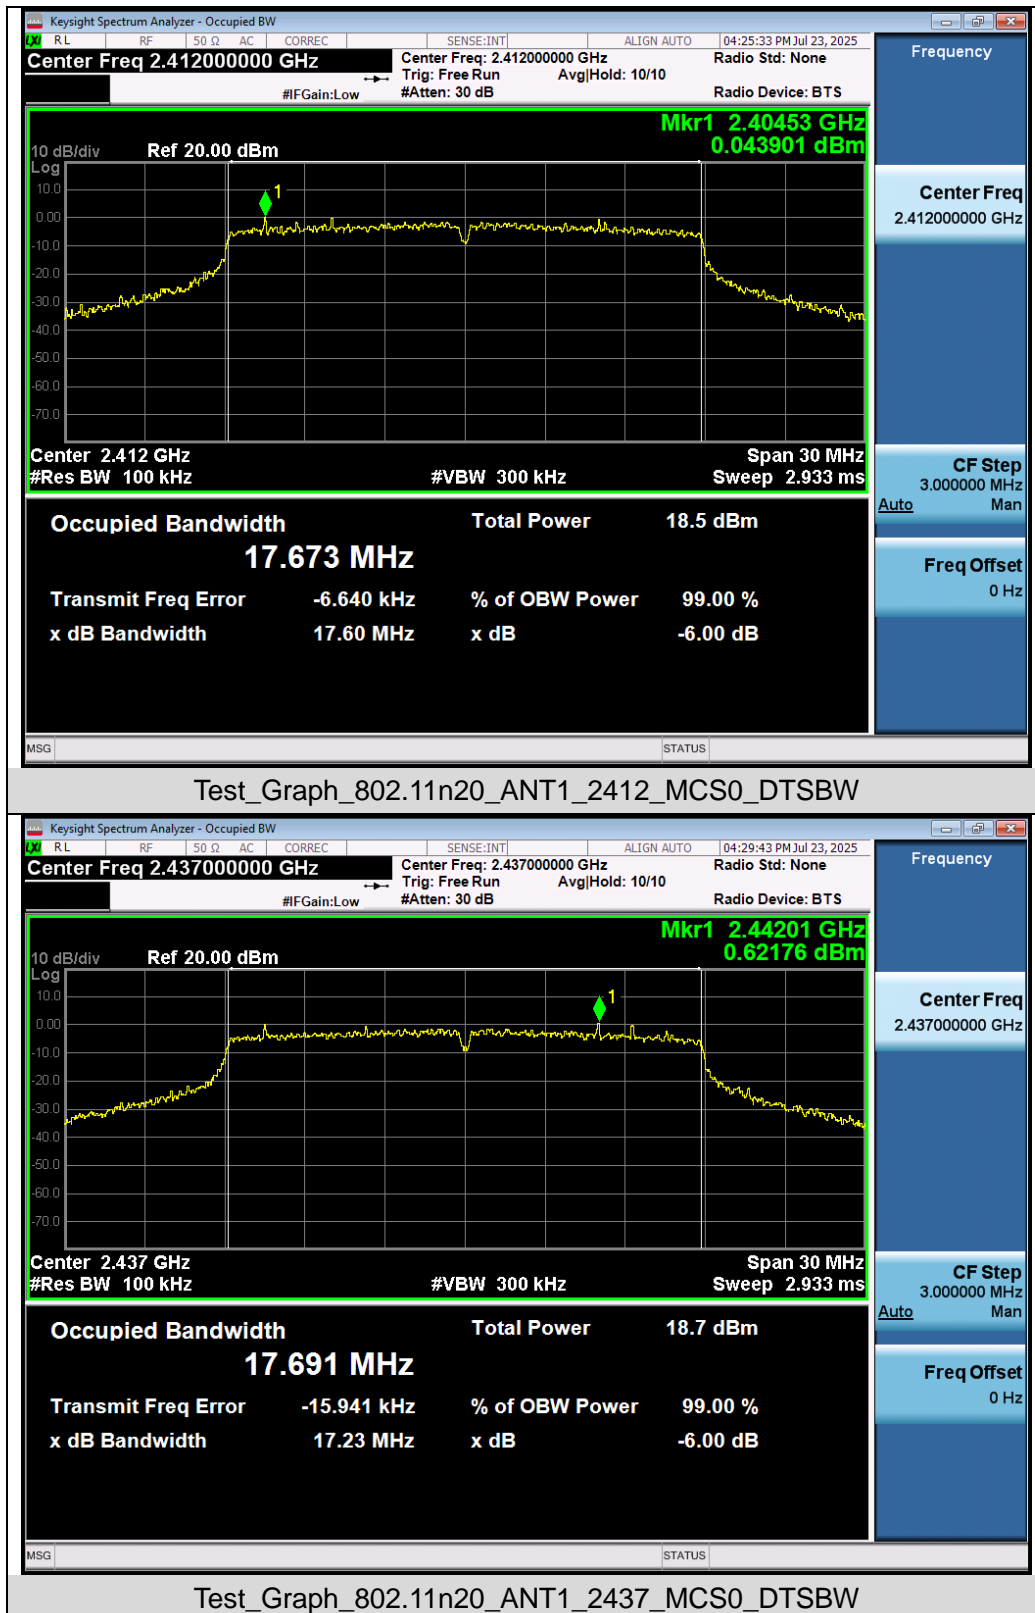 Keysight Spectrum Analyzer - Occupied BW
LXI RL RF 50 Ω AC CORREC SENSE:INT ALIGN AUTO 04:25:33 PM Jul 23, 2025
Center Freq 2.412000000 GHz Center Freq: 2.412000000 GHz Radio Std: None
Trig: Free Run Avg|Hold: 10/10
#IFGain:Low #Atten: 30 dB Radio Device: BTS
Frequency
Mkr1 2.40453 GHz
0.043901 dBm
10 dB/div Ref 20.00 dBm
Log
10.0
0.00
-10.0
-20.0
-30.0
-40.0
-50.0
-60.0
-70.0
1
Center 2.412 GHz Span 30 MHz
#Res BW 100 kHz #VBW 300 kHz Sweep 2.933 ms
Center Freq
2.412000000 GHz
CF Step
3.000000 MHz
Auto Man
Freq Offset
0 Hz
Occupied Bandwidth Total Power 18.5 dBm
17.673 MHz
Transmit Freq Error -6.640 kHz % of OBW Power 99.00 %
x dB Bandwidth 17.60 MHz x dB -6.00 dB
MSG STATUS
Test_Graph_802.11n20_ANT1_2412_MCS0_DTSBW
Keysight Spectrum Analyzer - Occupied BW
LXI RL RF 50 Ω AC CORREC SENSE:INT ALIGN AUTO 04:29:43 PM Jul 23, 2025
Center Freq 2.437000000 GHz Center Freq: 2.437000000 GHz Radio Std: None
Trig: Free Run Avg|Hold: 10/10
#IFGain:Low #Atten: 30 dB Radio Device: BTS
Frequency
Mkr1 2.44201 GHz
0.62176 dBm
10 dB/div Ref 20.00 dBm
Log
10.0
0.00
-10.0
-20.0
-30.0
-40.0
-50.0
-60.0
-70.0
1
Center 2.437 GHz Span 30 MHz
#Res BW 100 kHz #VBW 300 kHz Sweep 2.933 ms
Center Freq
2.437000000 GHz
CF Step
3.000000 MHz
Auto Man
Freq Offset
0 Hz
Occupied Bandwidth Total Power 18.7 dBm
17.691 MHz
Transmit Freq Error -15.941 kHz % of OBW Power 99.00 %
x dB Bandwidth 17.23 MHz x dB -6.00 dB
MSG STATUS
Test_Graph_802.11n20_ANT1_2437_MCS0_DTSBW